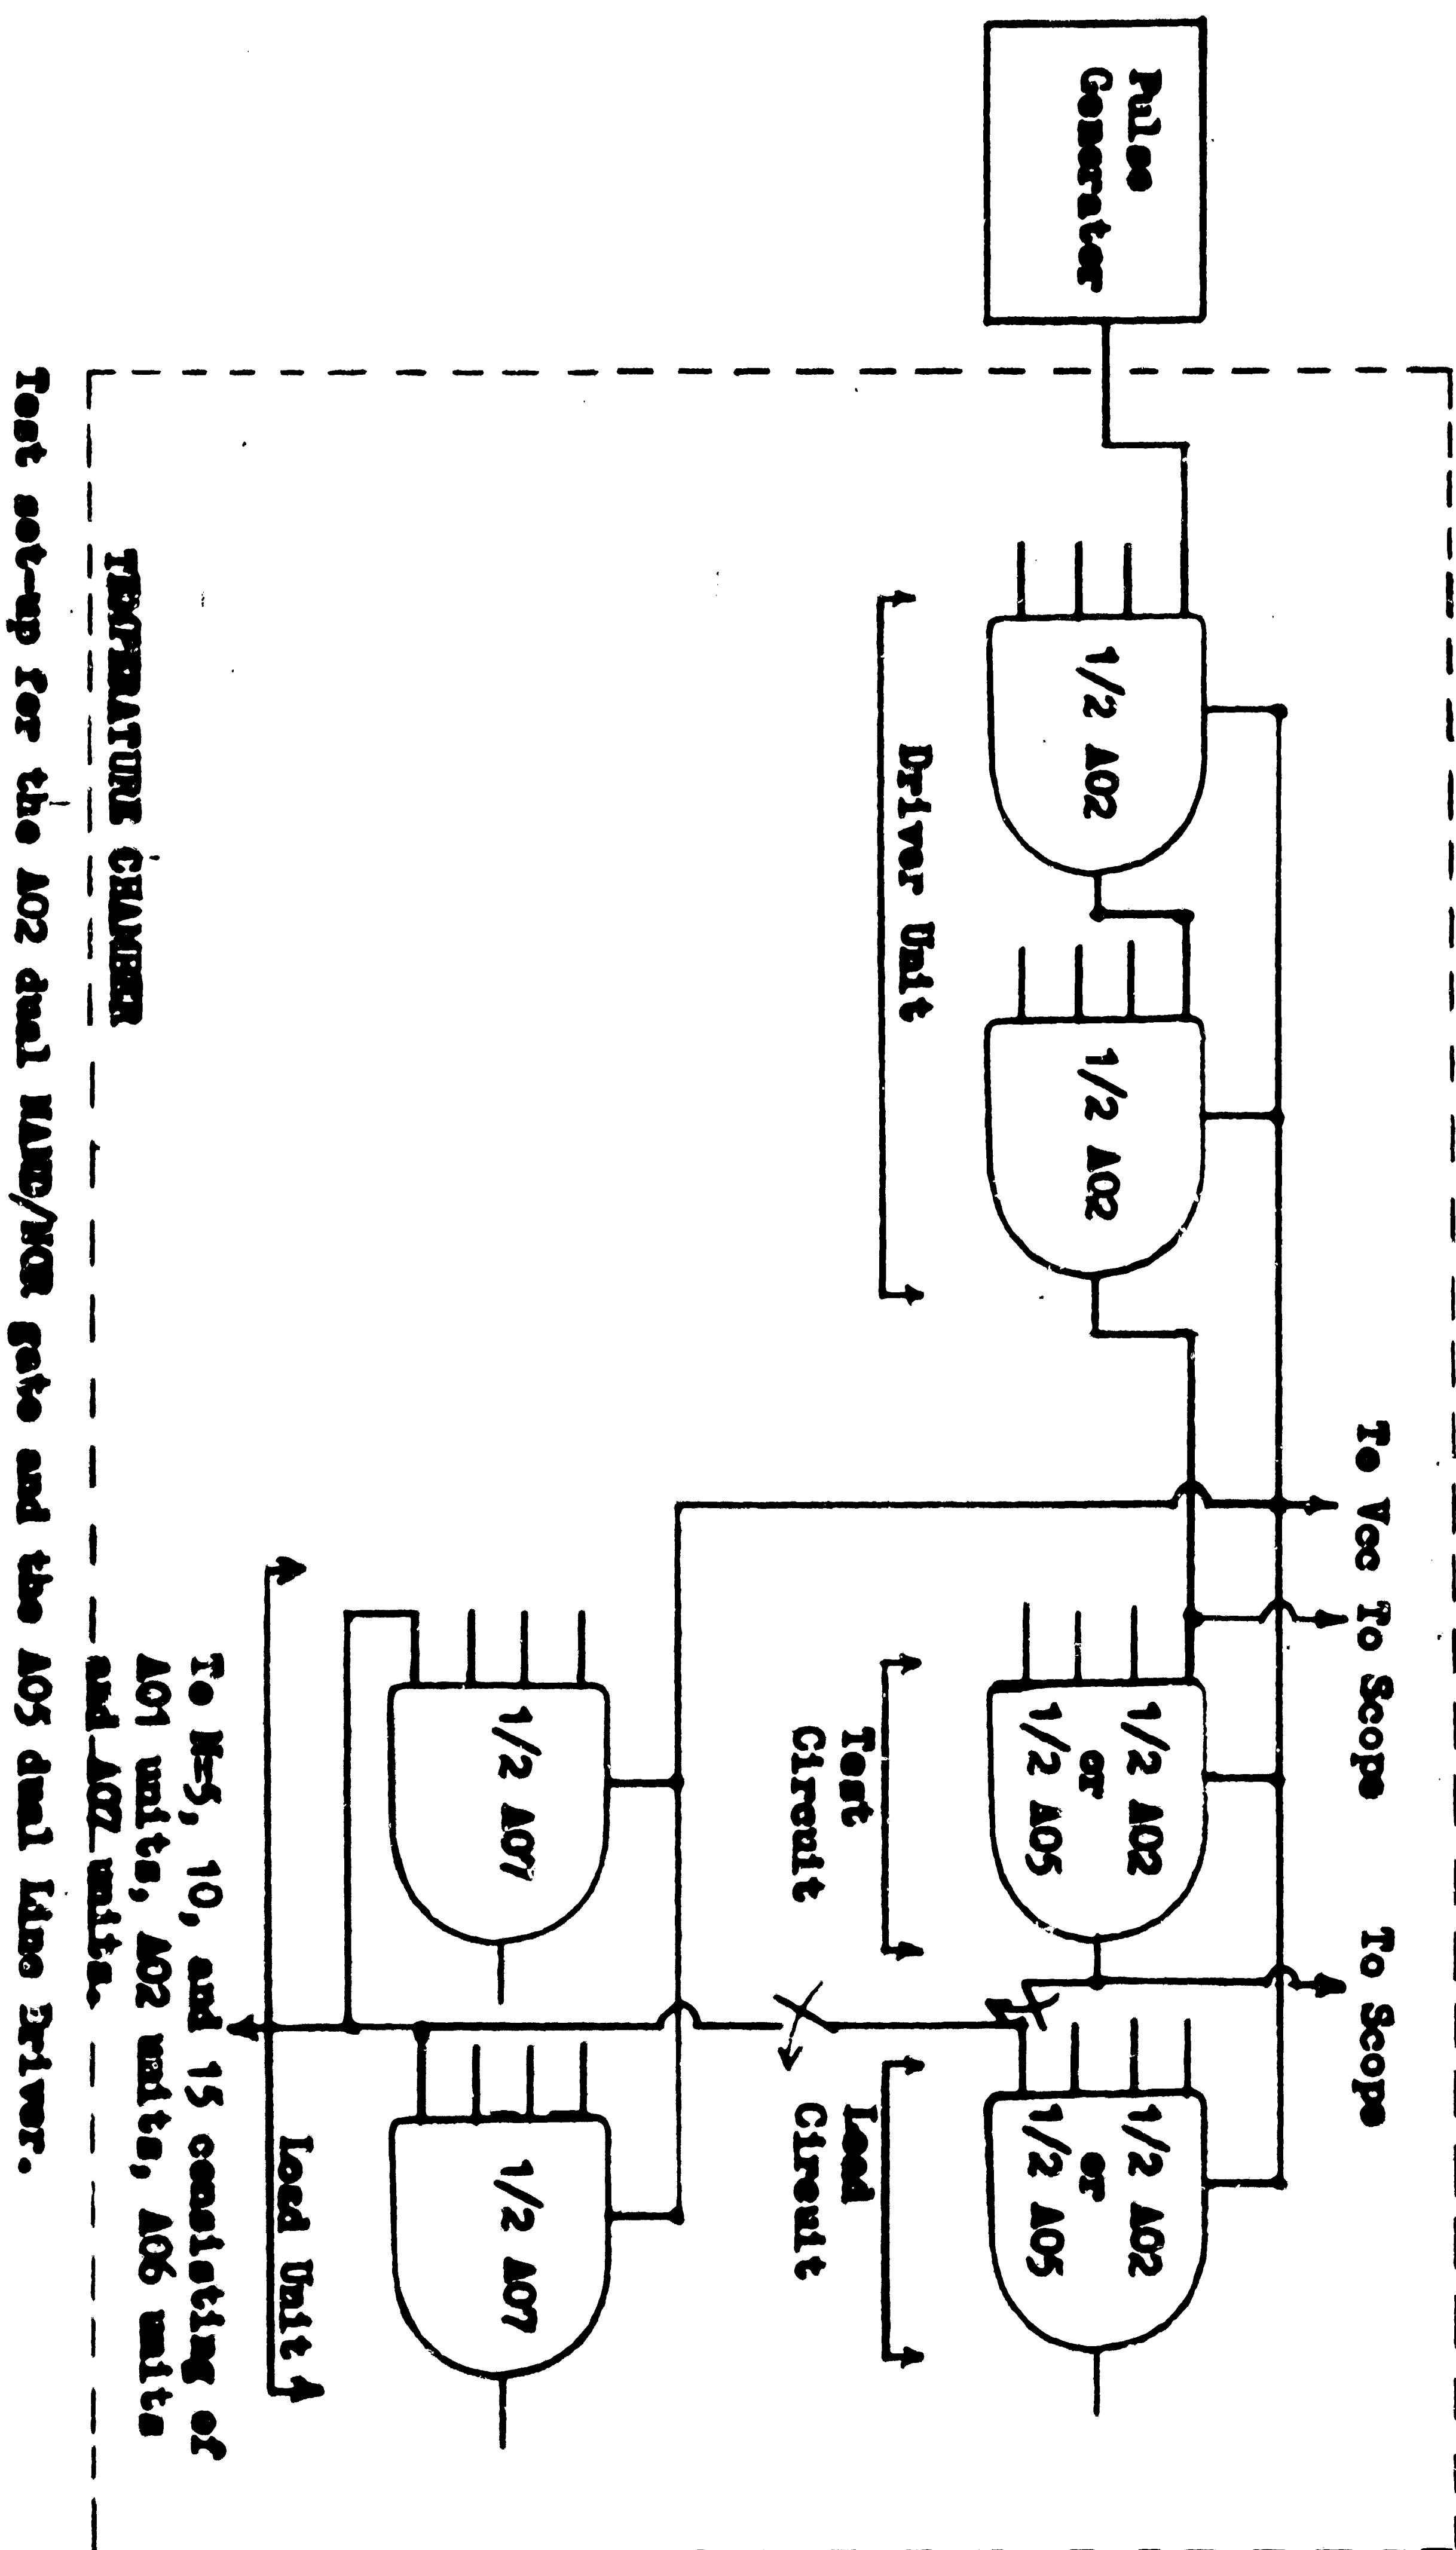 To Vcc To Scope
To Scope
Pulse
Generator
1/2 A02
1/2 A02
1/2 A02
or
1/2 A05
1/2 A02
or
1/2 A05
Driver Unit
Test
Circuit
Load
Circuit
1/2 A07
1/2 A07
Load Unit
To N=5, 10, and 15 consisting of
A01 units, A02 units, A06 units
and A07 units.
TEMPERATURE CHAMBER
Test set-up for the A02 dual NAND/NOR gate and the A05 dual Line Driver.